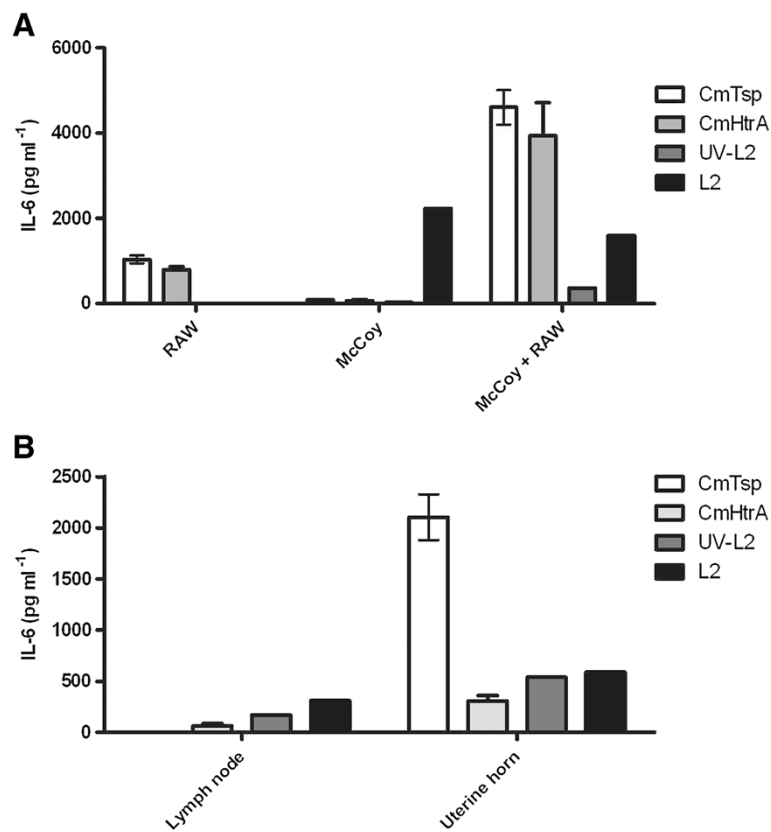 A
6000
4000
2000
0
IL-6 (pg ml -1)
RAW
McCoy
McCoy + RAW
CmTsp
CmHtrA
UV-L2
L2
B
2500
2000
1500
1000
500
0
IL-6 (pg ml -1)
Lymph node
Uterine horn
CmTsp
CmHtrA
UV-L2
L2